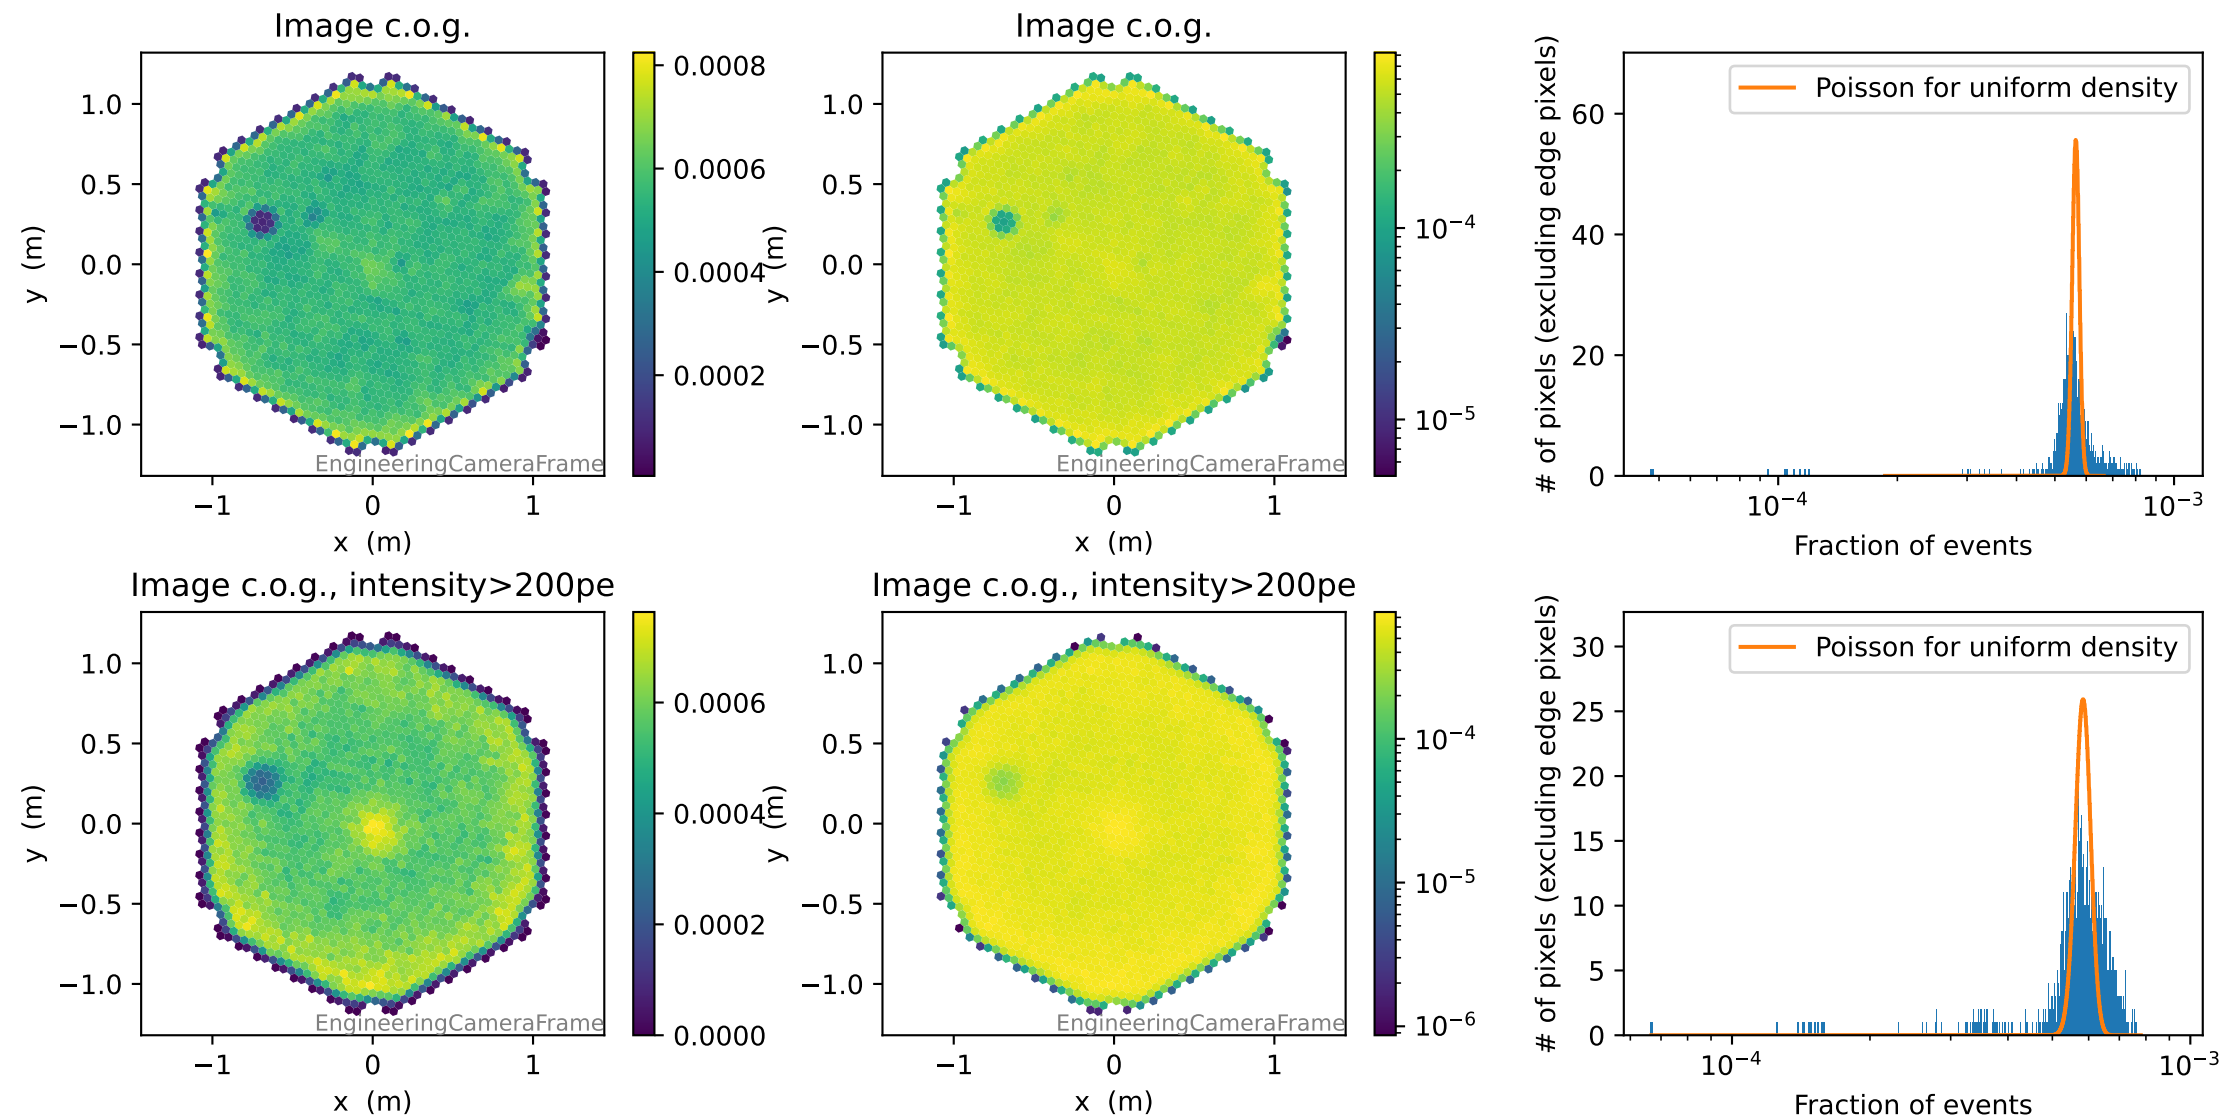 Image c.o.g.
y (m)
1.0
0.5
0.0
−0.5
−1.0
−1
0
1
x (m)
EngineeringCameraFrame
0.0008
0.0006
0.0004
0.0002
Image c.o.g.
y (m)
1.0
0.5
0.0
−0.5
−1.0
−1
0
1
x (m)
EngineeringCameraFrame
10−4
10−5
# of pixels (excluding edge pixels)
60
40
20
0
Poisson for uniform density
10−4
10−3
Fraction of events
Image c.o.g., intensity>200pe
y (m)
1.0
0.5
0.0
−0.5
−1.0
−1
0
1
x (m)
EngineeringCameraFrame
0.0006
0.0004
0.0002
0.0000
Image c.o.g., intensity>200pe
y (m)
1.0
0.5
0.0
−0.5
−1.0
−1
0
1
x (m)
EngineeringCameraFrame
10−4
10−5
10−6
# of pixels (excluding edge pixels)
30
25
20
15
10
5
0
Poisson for uniform density
10−4
10−3
Fraction of events